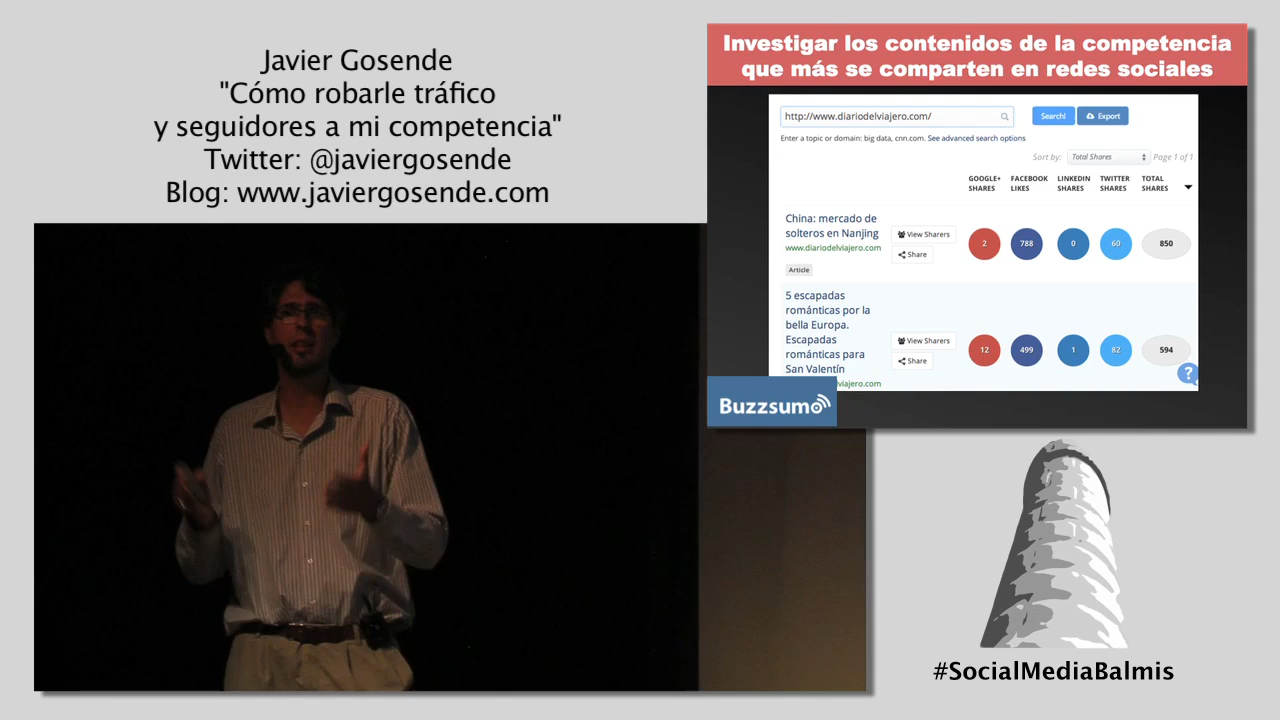 Javier Gosende
"Cómo robarle tráfico
y seguidores a mi competencia"
Twitter: @javiergosende
Blog: www.javiergosende.com
Investigar los contenidos de la competencia
que más se comparten en redes sociales
http://www.diariodelviajero.com/
Search!
Export
Enter a topic or domain: big data, cnn.com. See advanced search options
Sort by: Total Shares Page 1 of 1
GOOGLE+ SHARES
FACEBOOK LIKES
LINKEDIN SHARES
TWITTER SHARES
TOTAL SHARES
China: mercado de
solteros en Nanjing
www.diariodelviajero.com
Article
View Sharers
Share
2 788 0 60 850
5 escapadas
románticas por la
bella Europa.
Escapadas
románticas para
San Valentín
viajero.com
View Sharers
Share
12 499 1 82 594
?
Buzzsumo
#SocialMediaBalmis